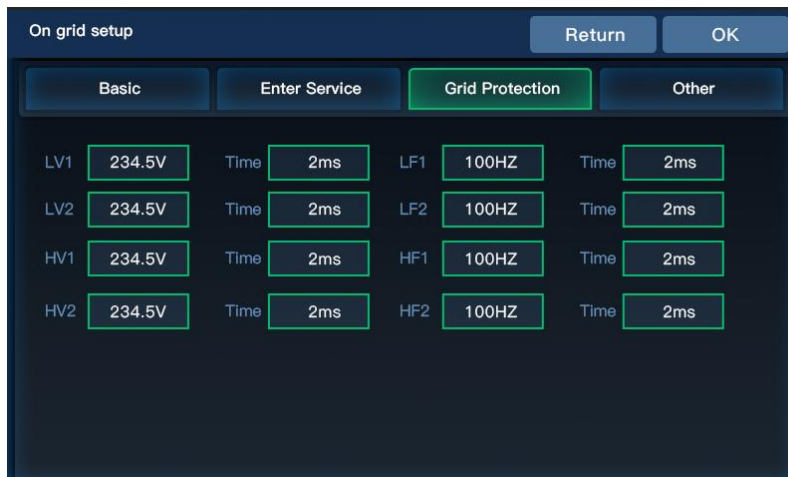 On grid setup Return OK
Basic Enter Service Grid Protection Other
LV1 234.5V Time 2ms LF1 100HZ Time 2ms
LV2 234.5V Time 2ms LF2 100HZ Time 2ms
HV1 234.5V Time 2ms HF1 100HZ Time 2ms
HV2 234.5V Time 2ms HF2 100HZ Time 2ms